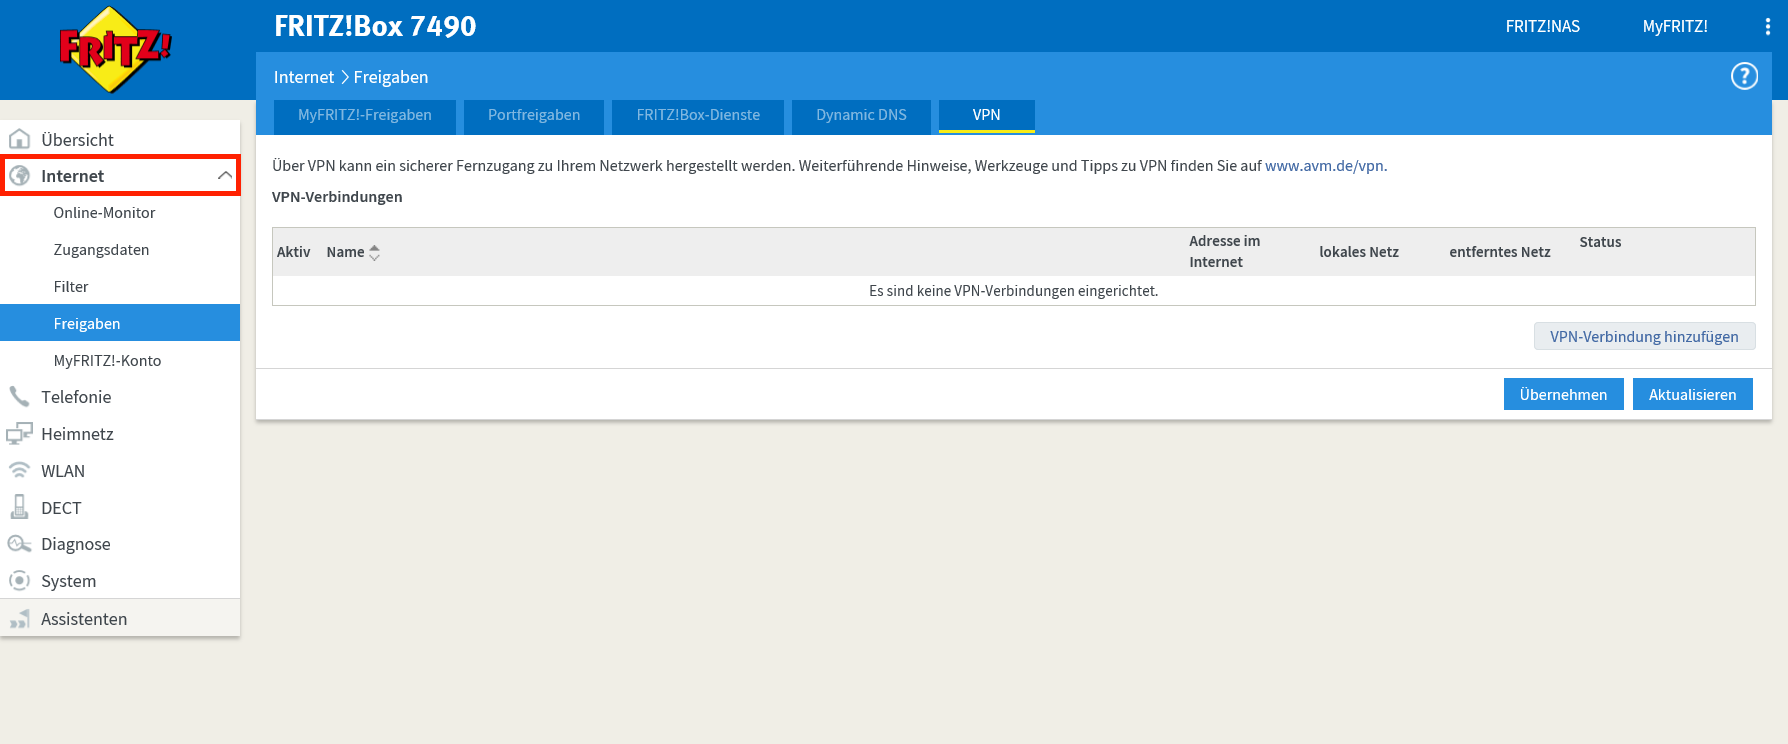 FRITZ!
FRITZ!Box 7490
FRITZ!NAS
MyFRITZ!
Internet > Freigaben
?
MyFRITZ!-Freigaben
Portfreigaben
FRITZ!Box-Dienste
Dynamic DNS
VPN
Übersicht
Internet
Online-Monitor
Zugangsdaten
Filter
Freigaben
MyFRITZ!-Konto
Telefonie
Heimnetz
WLAN
DECT
Diagnose
System
Assistenten
Über VPN kann ein sicherer Fernzugang zu Ihrem Netzwerk hergestellt werden. Weiterführende Hinweise, Werkzeuge und Tipps zu VPN finden Sie auf www.avm.de/vpn.
VPN-Verbindungen
Aktiv
Name
Adresse im
Internet
lokales Netz
entferntes Netz
Status
Es sind keine VPN-Verbindungen eingerichtet.
VPN-Verbindung hinzufügen
Übernehmen
Aktualisieren